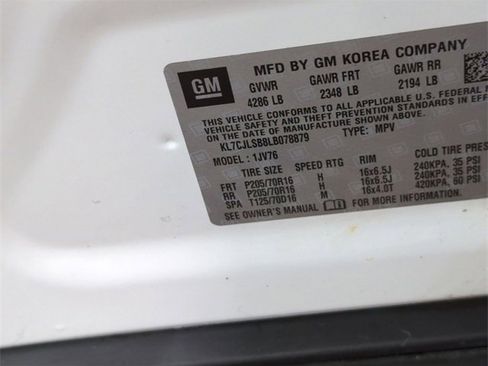 GM
MFD BY GM KOREA COMPANY
GVWR GAWR FRT GAWR RR
4286 LB 2348 LB 2194 LB
THIS VEHICLE CONFORMS TO ALL APPLICABLE U.S. FEDERAL
VEHICLE SAFETY AND THEFT PREVENTION STANDARDS IN EFFECT
ON THE DATE OF MANUFACTURE SHOWN ABOVE.
KL7CJLSB8LB078879 TYPE: MPV
MODEL: 1JV76
TIRE SIZE SPEED RTG RIM COLD TIRE
FRT P205/70R16 H 16x6.5J 240KPA, 35 PSI
RR P205/70R16 H 16x6.5J 240KPA, 35 PSI
SPA T125/70D16 M 16x4.0T 420KPA, 60 PSI
SEE OWNER'S MANUAL FOR MORE INFORMATION.